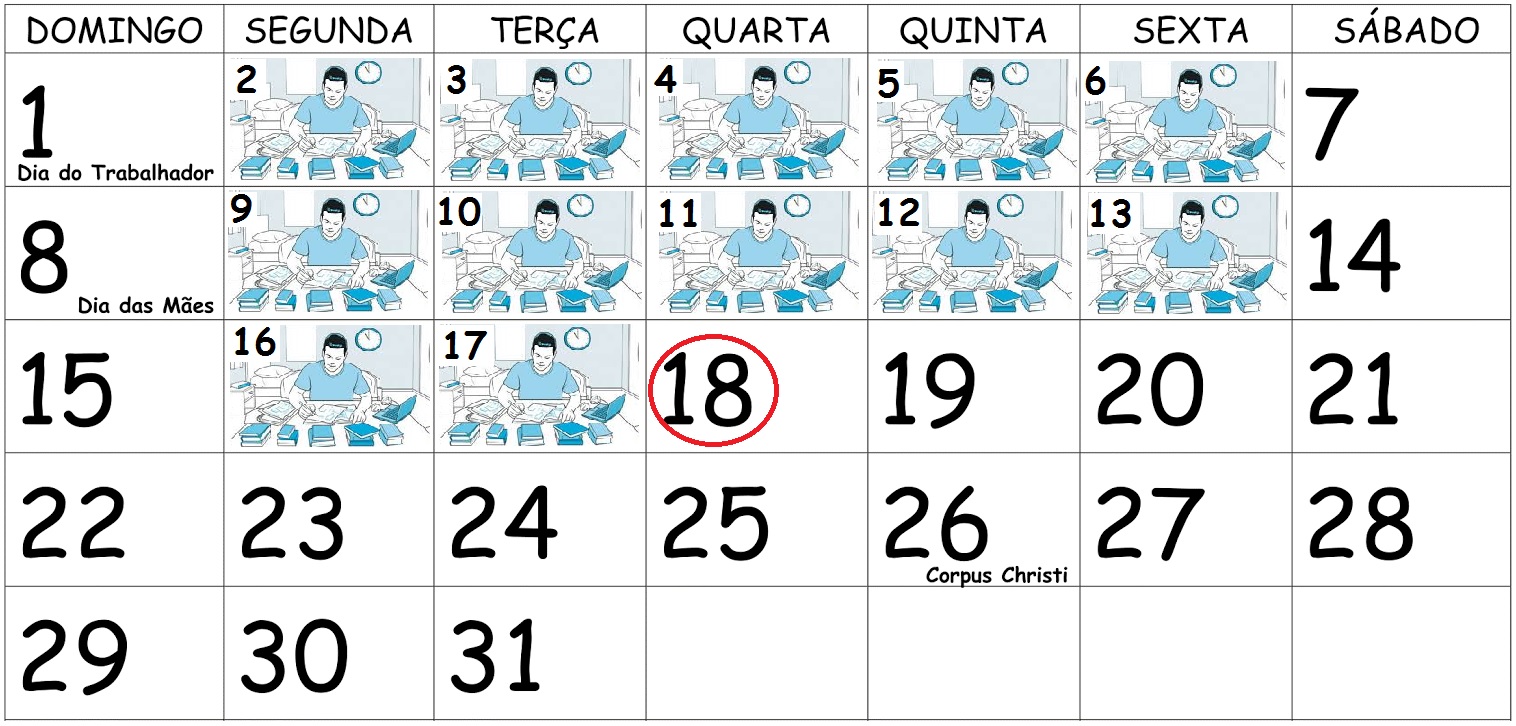 DOMINGO SEGUNDA TERÇA QUARTA QUINTA SEXTA SÁBADO
1 2 3 4 5 6 7
Dia do Trabalhador
8 9 10 11 12 13 14
Dia das Mães
15 16 17 18 19 20 21
22 23 24 25 26 27 28
Corpus Christi
29 30 31